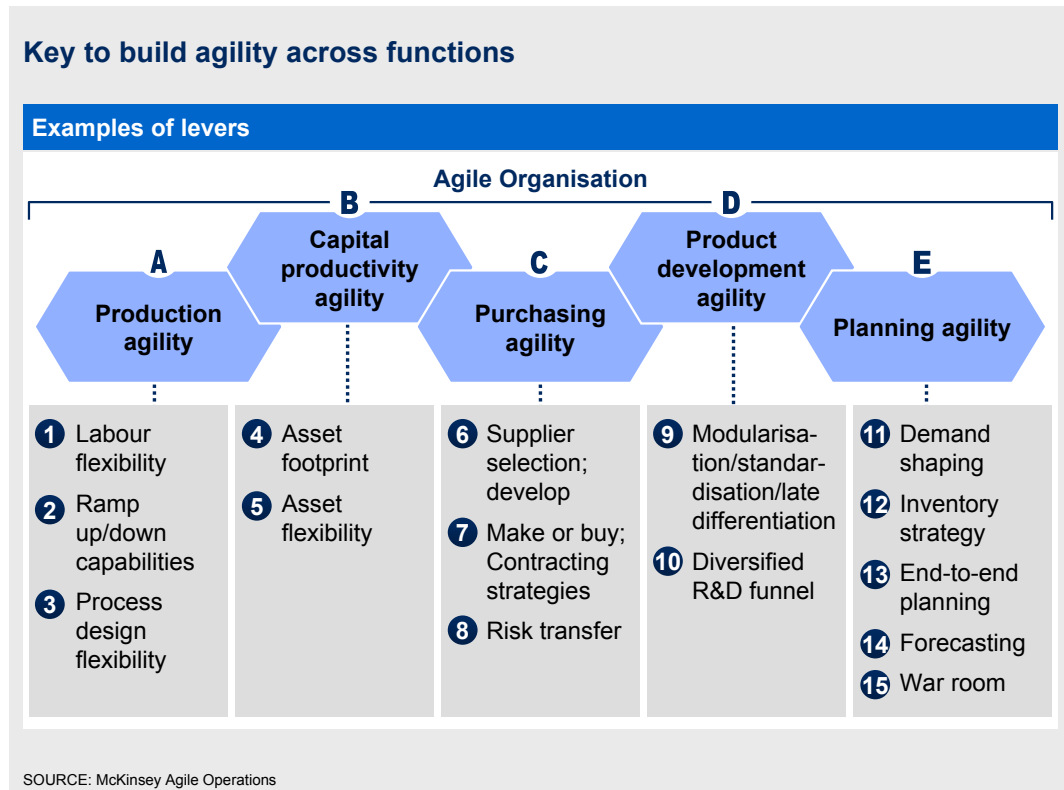 Key to build agility across functions
Examples of levers
Agile Organisation
A
Production
agility
B
Capital
productivity
agility
C
Purchasing
agility
D
Product
development
agility
E
Planning agility
1 Labour
flexibility
2 Ramp
up/down
capabilities
3 Process
design
flexibility
4 Asset
footprint
5 Asset
flexibility
6 Supplier
selection;
develop
7 Make or buy;
Contracting
strategies
8 Risk transfer
9 Modularisa-
tion/standar-
disation/late
differentiation
10 Diversified
R&D funnel
11 Demand
shaping
12 Inventory
strategy
13 End-to-end
planning
14 Forecasting
15 War room
SOURCE: McKinsey Agile Operations